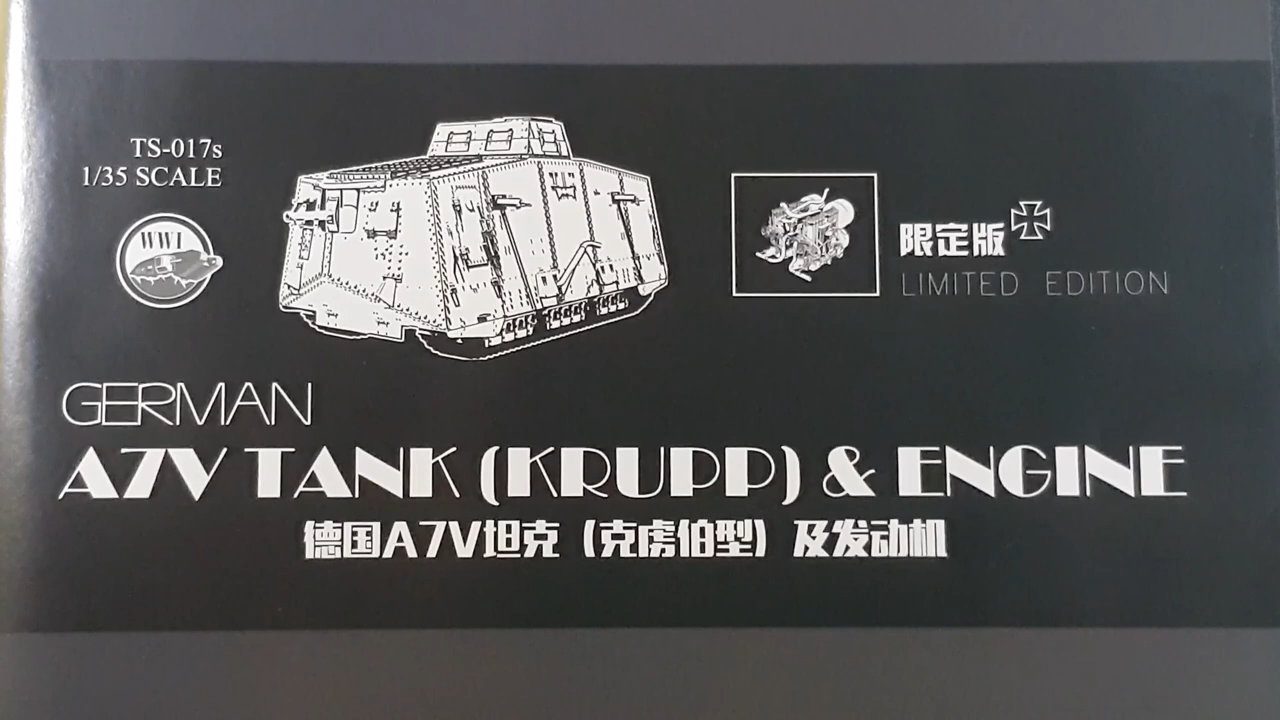 TS-017s
1/35 SCALE
WWI
限定版
LIMITED EDITION
GERMAN
A7V TANK (KRUPP) & ENGINE
德国A7V坦克（克虏伯型）及发动机